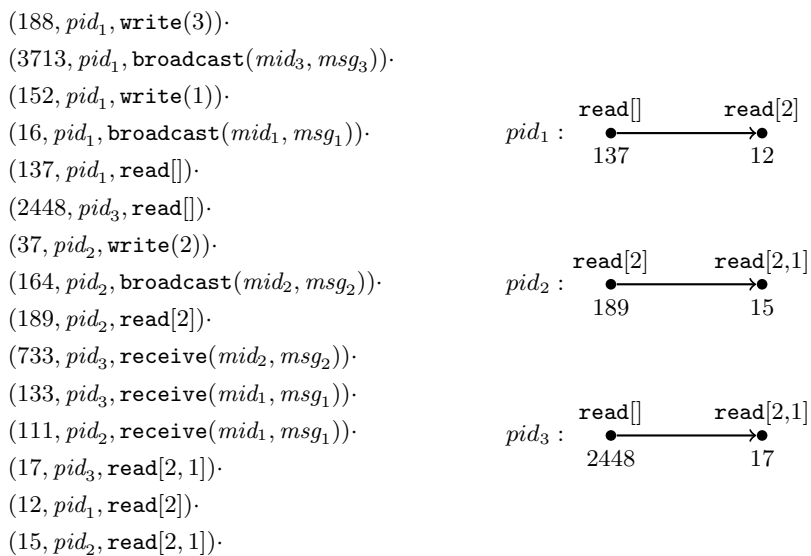 (188, pid₁, write(3))·
(3713, pid₁, broadcast(mid₃, msg₃))·
(152, pid₁, write(1))·
(16, pid₁, broadcast(mid₁, msg₁))·
(137, pid₁, read[])·
(2448, pid₃, read[])·
(37, pid₂, write(2))·
(164, pid₂, broadcast(mid₂, msg₂))·
(189, pid₂, read[2])·
(733, pid₃, receive(mid₂, msg₂))·
(133, pid₃, receive(mid₁, msg₁))·
(111, pid₂, receive(mid₁, msg₁))·
(17, pid₃, read[2, 1])·
(12, pid₁, read[2])·
(15, pid₂, read[2, 1])·
read[] read[2]
pid₁ :
137 12
read[2] read[2,1]
pid₂ :
189 15
read[] read[2,1]
pid₃ :
2448 17